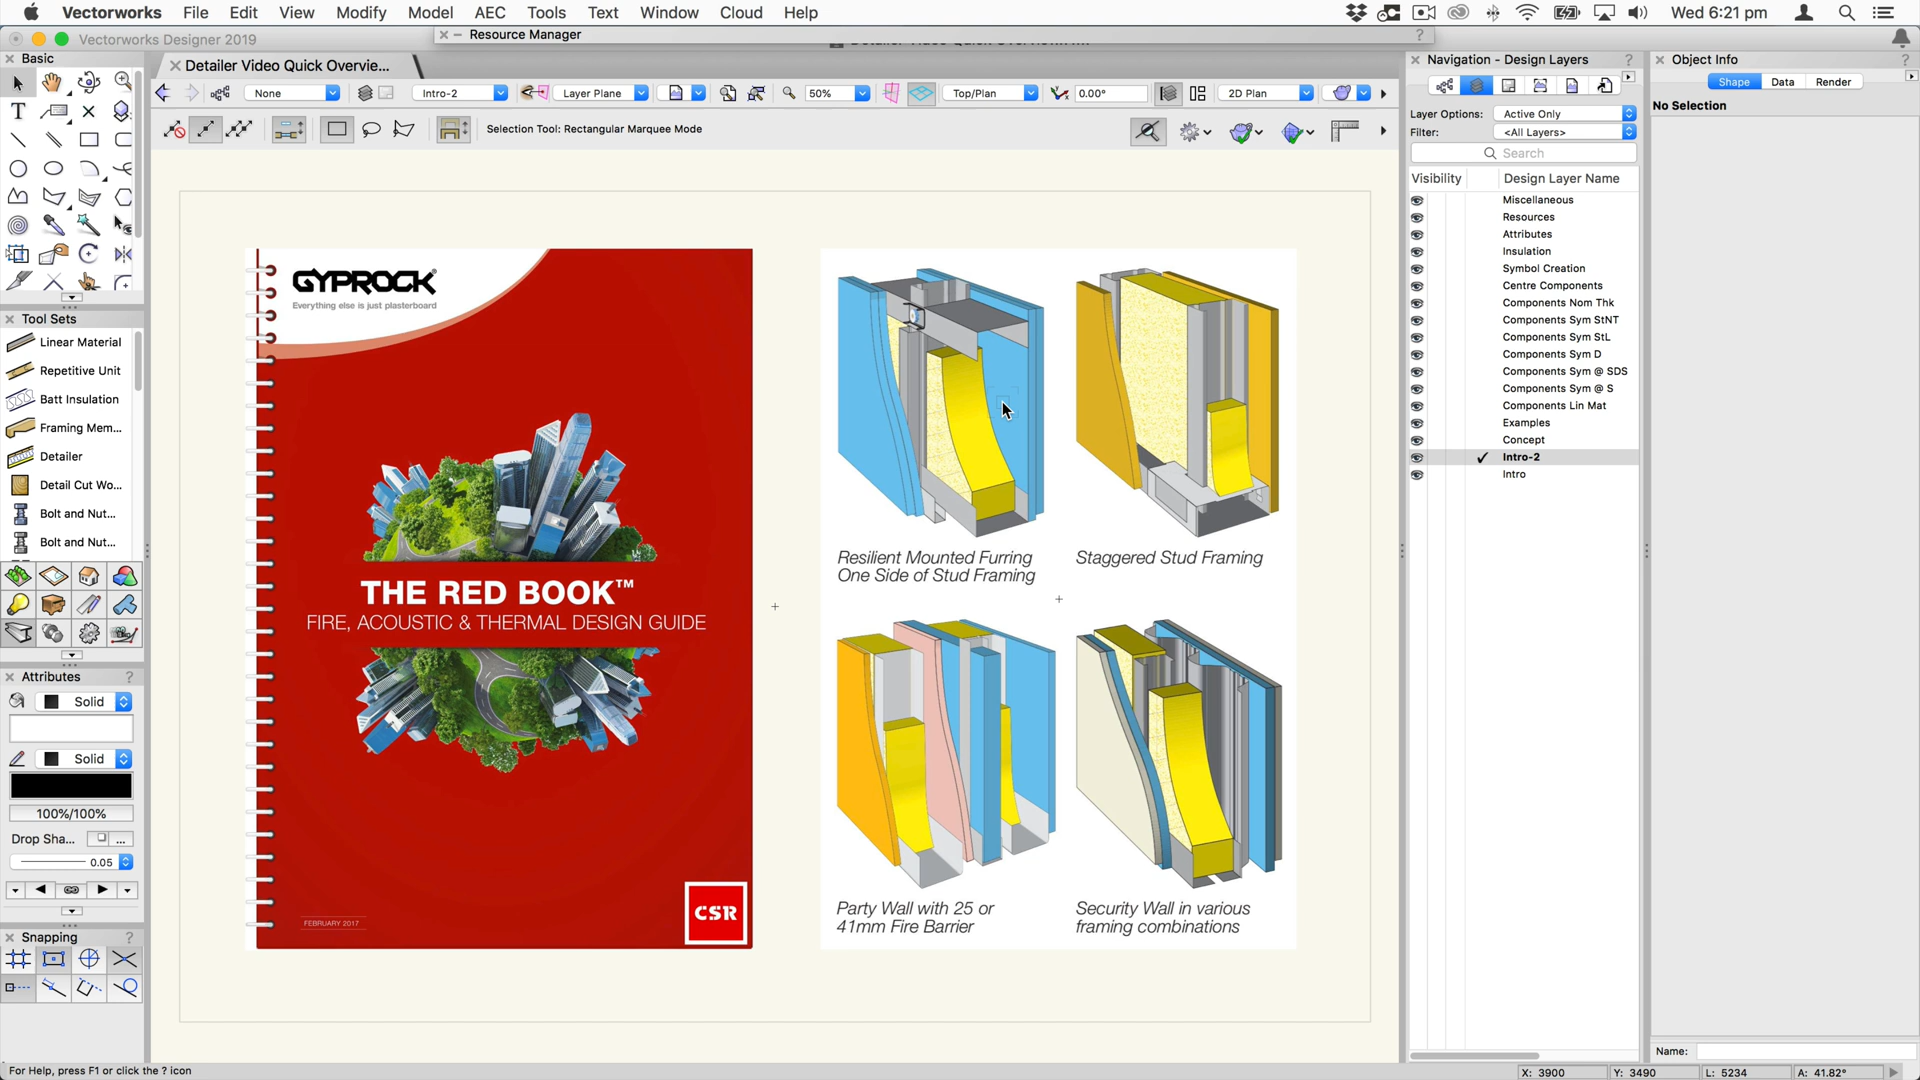 Vectorworks File Edit View Modify Model AEC Tools Text Window Cloud Help
Wed 6:21 pm
Vectorworks Designer 2019
Resource Manager
?
Basic
Detailer Video Quick Overvie...
None
Intro-2
Layer Plane
50%
Top/Plan
0.00°
2D Plan
Selection Tool: Rectangular Marquee Mode
Tool Sets
Linear Material
Repetitive Unit
Batt Insulation
Framing Mem...
Detailer
Detail Cut Wo...
Bolt and Nut...
Bolt and Nut...
Attributes ?
Solid
Solid
100%/100%
Drop Sha... ...
0.05
Snapping ?
For Help, press F1 or click the ? icon
GYPROCK®
Everything else is just plasterboard
THE RED BOOK™
FIRE, ACOUSTIC & THERMAL DESIGN GUIDE
FEBRUARY 2017
CSR
Resilient Mounted Furring
One Side of Stud Framing
Staggered Stud Framing
Party Wall with 25 or
41mm Fire Barrier
Security Wall in various
framing combinations
Navigation - Design Layers ?
Layer Options: Active Only
Filter: <All Layers>
Search
Visibility Design Layer Name
Miscellaneous
Resources
Attributes
Insulation
Symbol Creation
Centre Components
Components Nom Thk
Components Sym StNT
Components Sym StL
Components Sym D
Components Sym @ SDS
Components Sym @ S
Components Lin Mat
Examples
Concept
Intro-2
Intro
Object Info ?
Shape Data Render
No Selection
Name:
X: 3900 Y: 3490 L: 5234 A: 41.82°